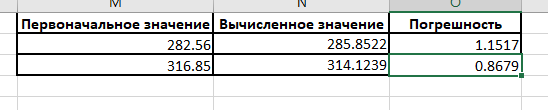 M N O
Первоначальное значение Вычисленное значение Погрешность
282.56 285.8522 1.1517
316.85 314.1239 0.8679